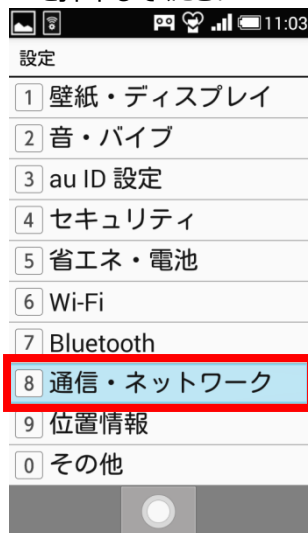 11:03
設定
1 壁紙・ディスプレイ
2 音・バイブ
3 au ID 設定
4 セキュリティ
5 省エネ・電池
6 Wi-Fi
7 Bluetooth
8 通信・ネットワーク
9 位置情報
0 その他